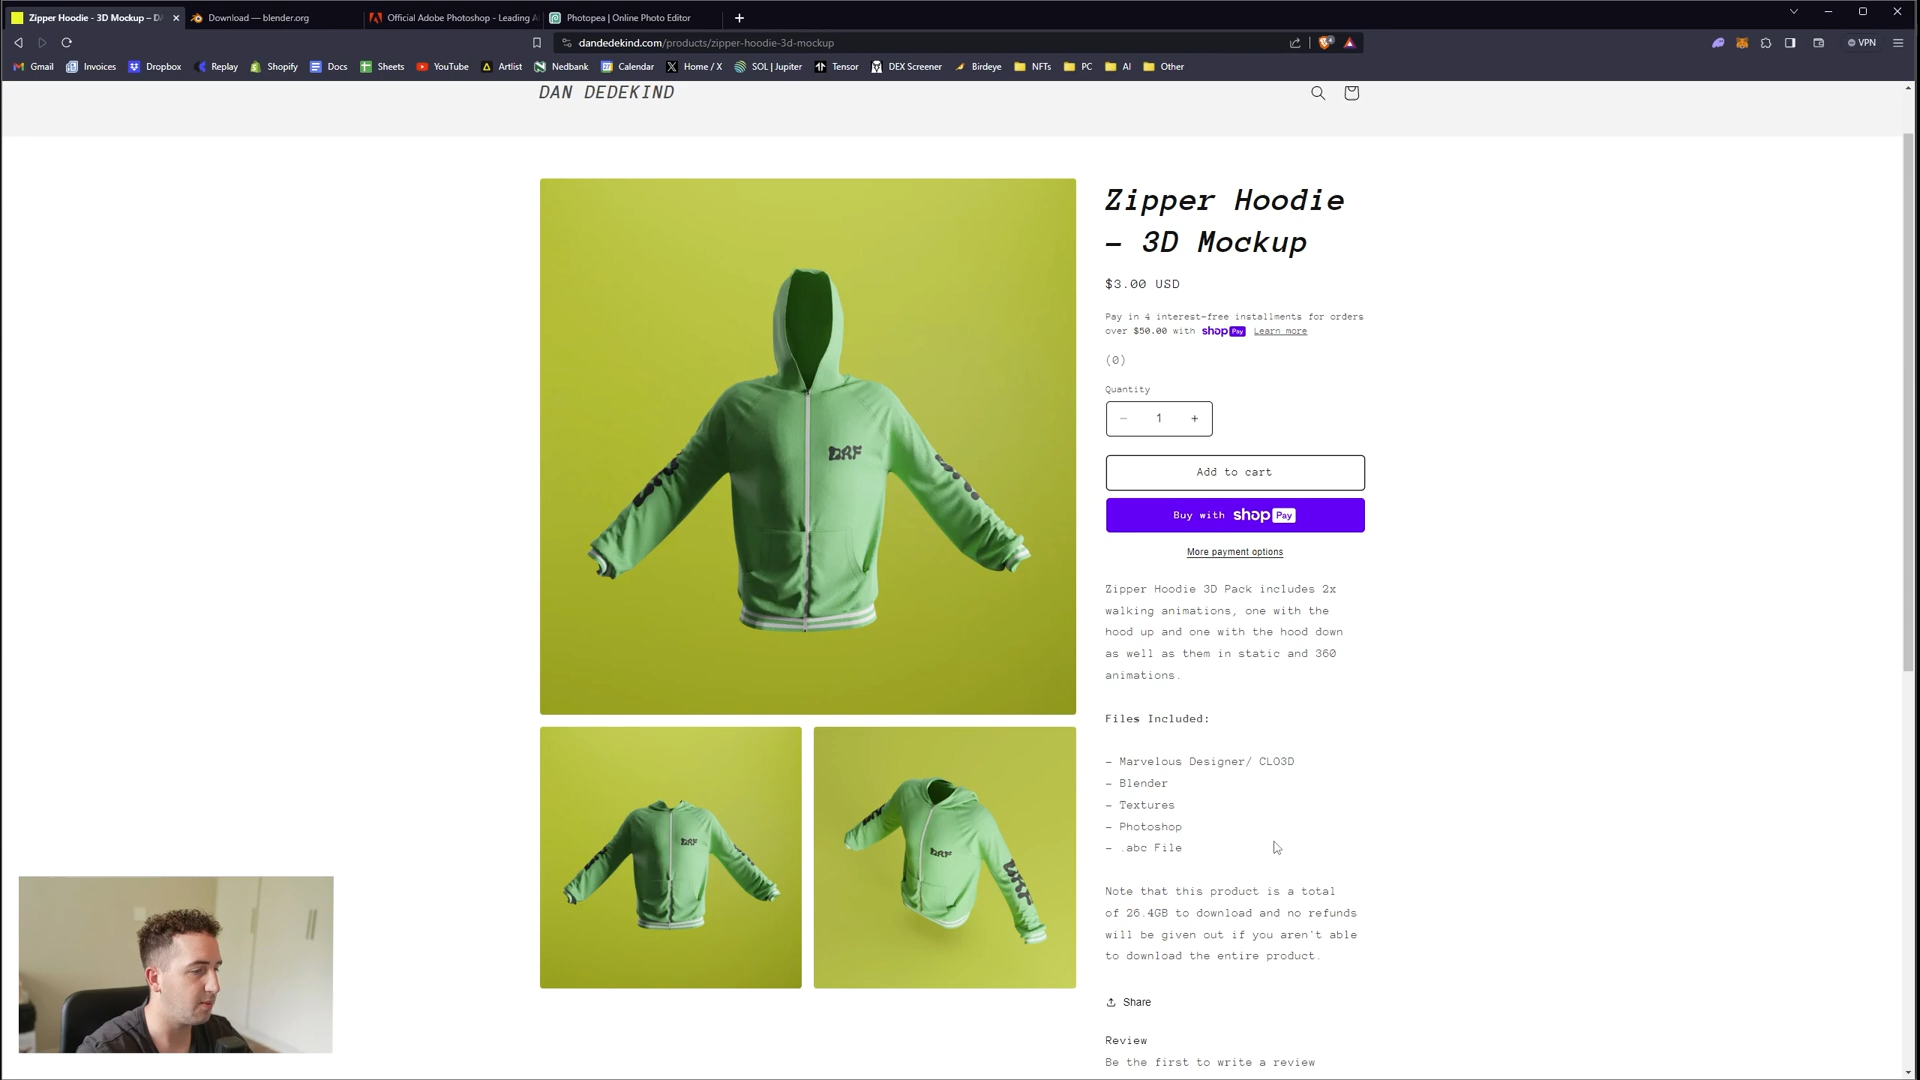 Zipper Hoodie - 3D Mockup – D
Download — blender.org
Official Adobe Photoshop - Leading A
Photopea | Online Photo Editor
dandedekind.com/products/zipper-hoodie-3d-mockup
VPN
Gmail
Invoices
Dropbox
Replay
Shopify
Docs
Sheets
YouTube
Artlist
Nedbank
Calendar
Home / X
SOL | Jupiter
Tensor
DEX Screener
Birdeye
NFTs
PC
AI
Other
DAN DEDEKIND
Zipper Hoodie
- 3D Mockup
$3.00 USD
Pay in 4 interest-free installments for orders
over $50.00 with shop Pay Learn more
(0)
Quantity
− 1 +
Add to cart
Buy with shop Pay
More payment options
Zipper Hoodie 3D Pack includes 2x
walking animations, one with the
hood up and one with the hood down
as well as them in static and 360
animations.
Files Included:
- Marvelous Designer/ CLO3D
- Blender
- Textures
- Photoshop
- .abc File
Note that this product is a total
of 26.4GB to download and no refunds
will be given out if you aren't able
to download the entire product.
Share
Review
Be the first to write a review
DRF
DRF
DRF